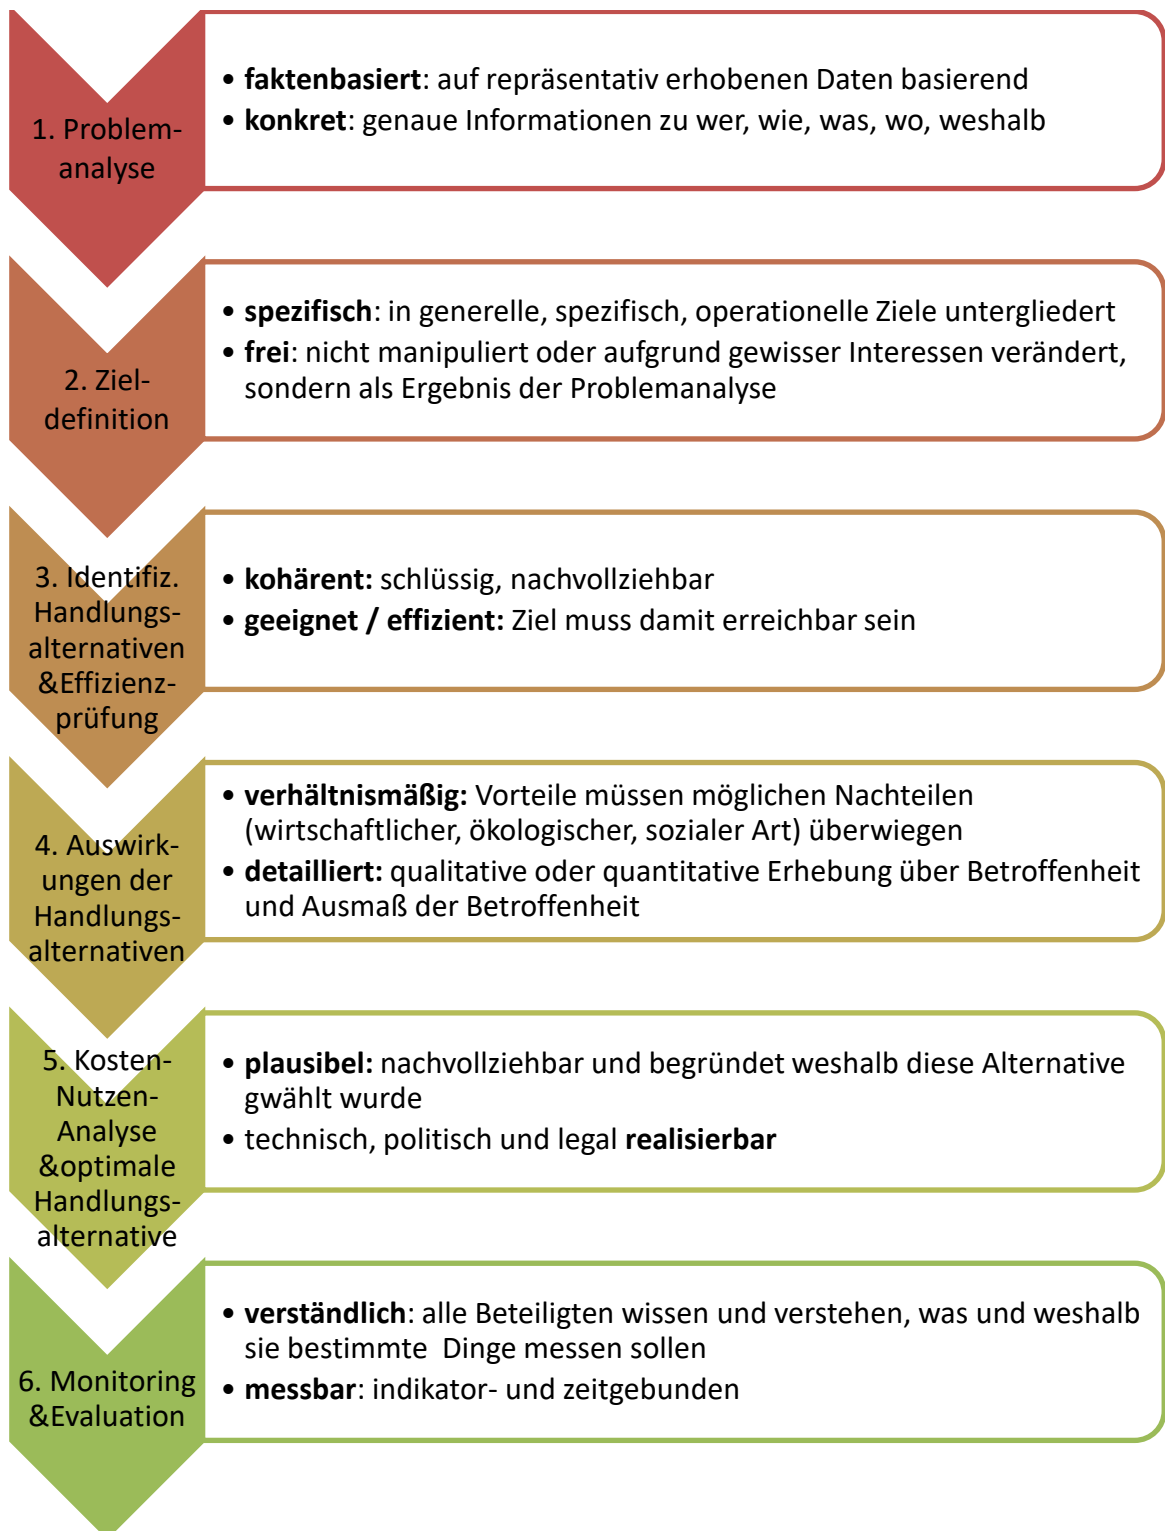 1. Problem-
analyse
• faktenbasiert: auf repräsentativ erhobenen Daten basierend
• konkret: genaue Informationen zu wer, wie, was, wo, weshalb
2. Ziel-
definition
• spezifisch: in generelle, spezifisch, operationelle Ziele untergliedert
• frei: nicht manipuliert oder aufgrund gewisser Interessen verändert,
sondern als Ergebnis der Problemanalyse
3. Identifiz.
Handlungs-
alternativen
&Effizienz-
prüfung
• kohärent: schlüssig, nachvollziehbar
• geeignet / effizient: Ziel muss damit erreichbar sein
4. Auswirk-
ungen der
Handlungs-
alternativen
• verhältnismäßig: Vorteile müssen möglichen Nachteilen
(wirtschaftlicher, ökologischer, sozialer Art) überwiegen
• detailliert: qualitative oder quantitative Erhebung über Betroffenheit
und Ausmaß der Betroffenheit
5. Kosten-
Nutzen-
Analyse
&optimale
Handlungs-
alternative
• plausibel: nachvollziehbar und begründet weshalb diese Alternative
gwählt wurde
• technisch, politisch und legal realisierbar
6. Monitoring
&Evaluation
• verständlich: alle Beteiligten wissen und verstehen, was und weshalb
sie bestimmte  Dinge messen sollen
• messbar: indikator- und zeitgebunden